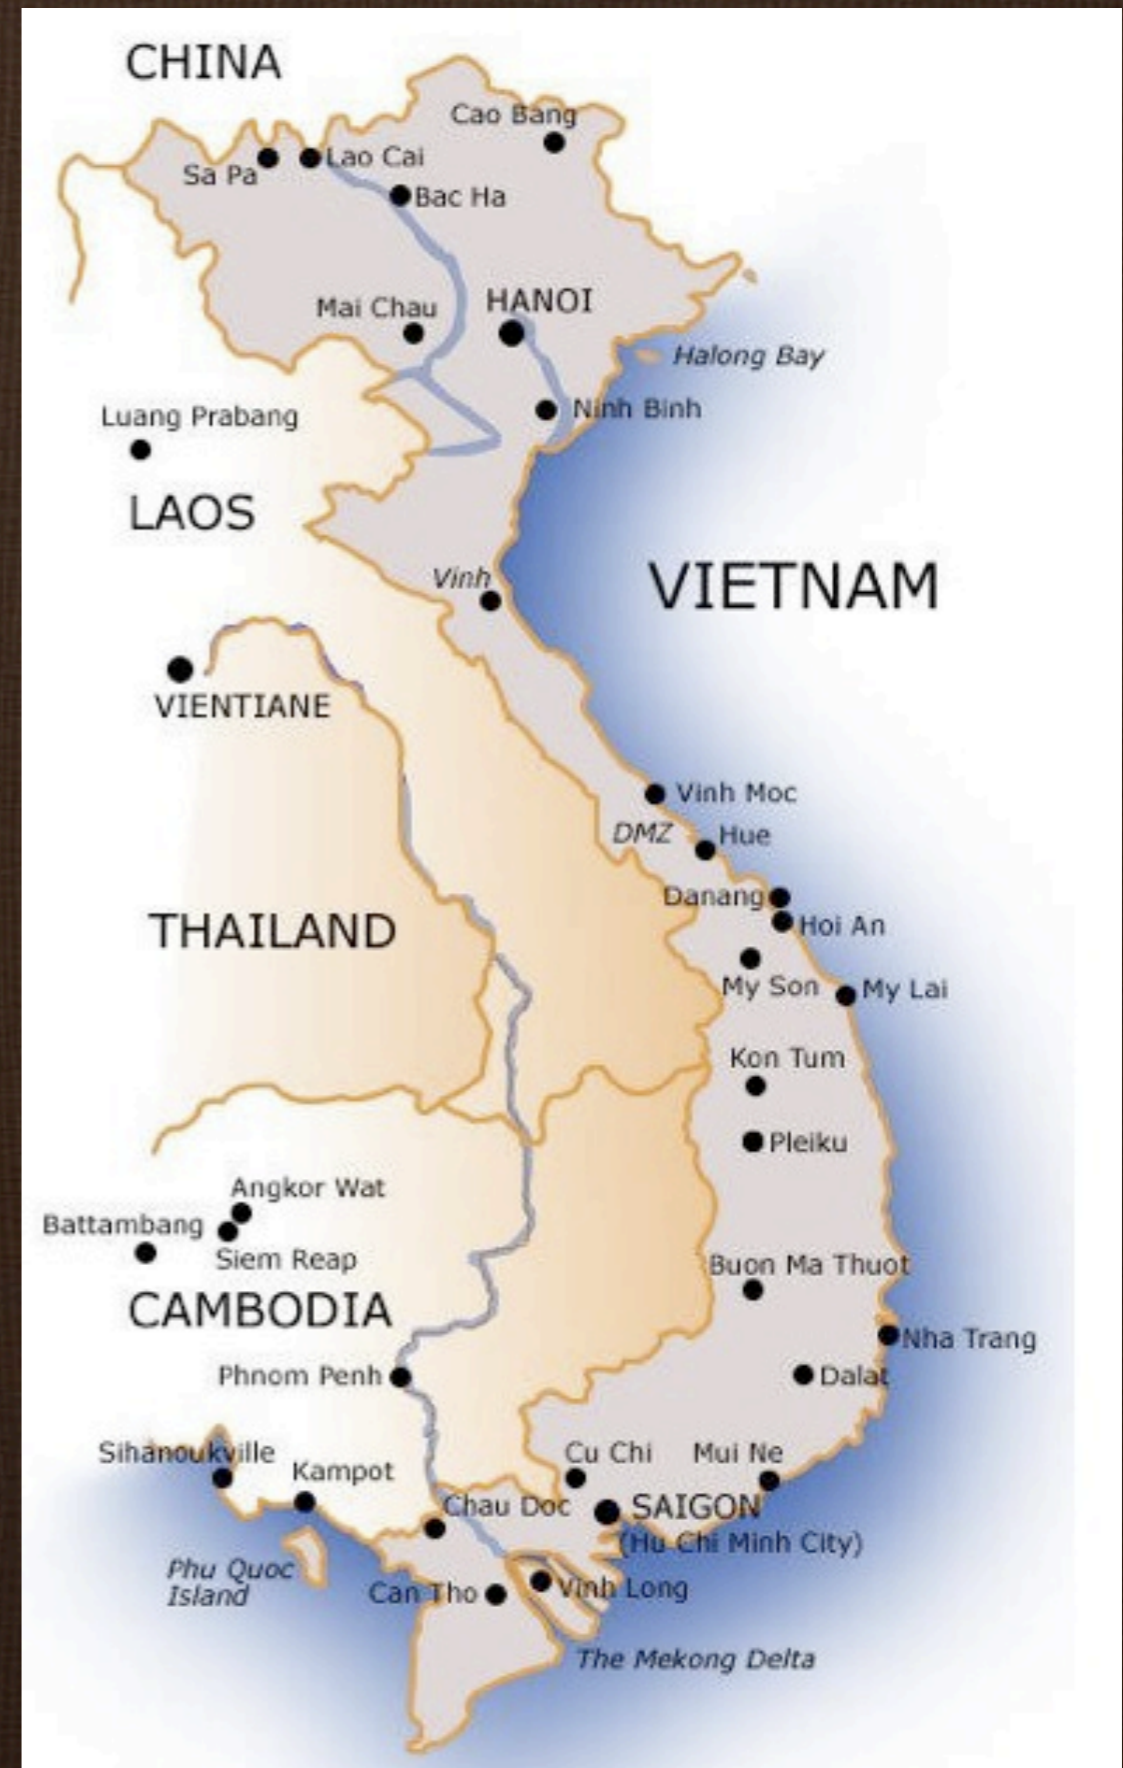 CHINA
Cao Bang
Sa Pa
Lao Cai
Bac Ha
Mai Chau
HANOI
Halong Bay
Luang Prabang
Ninh Binh
LAOS
Vinh
VIETNAM
VIENTIANE
Vinh Moc
DMZ
Hue
Danang
THAILAND
Hoi An
My Son
My Lai
Kon Tum
Pleiku
Angkor Wat
Battambang
Siem Reap
Buon Ma Thuot
CAMBODIA
Nha Trang
Phnom Penh
Dalat
Sihanoukville
Kampot
Cu Chi
Mui Ne
Chau Doc
SAIGON
(Hu Chi Minh City)
Phu Quoc
Island
Can Tho
Vinh Long
The Mekong Delta